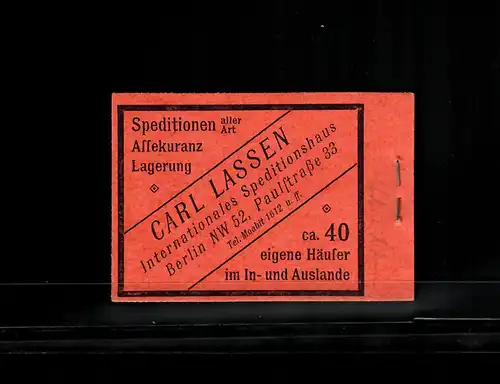 Speditionen aller Art
Aſſekuranz
Lagerung
CARL LASSEN
Internationales Speditionshaus
Berlin NW 52, Paulſtraße 33
Tel. Moabit 1612 u. ff.
ca. 40
eigene Häuſer
im In- und Auslande